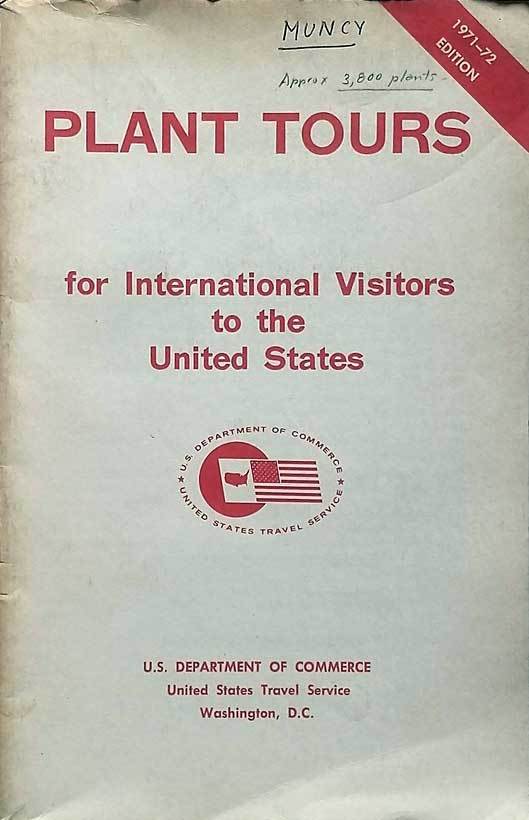 MUNCY
Approx 3,800 plants
1971–72
EDITION
PLANT TOURS
for International Visitors
to the
United States
★ U.S. DEPARTMENT OF COMMERCE ★
UNITED STATES TRAVEL SERVICE
U.S. DEPARTMENT OF COMMERCE
United States Travel Service
Washington, D.C.